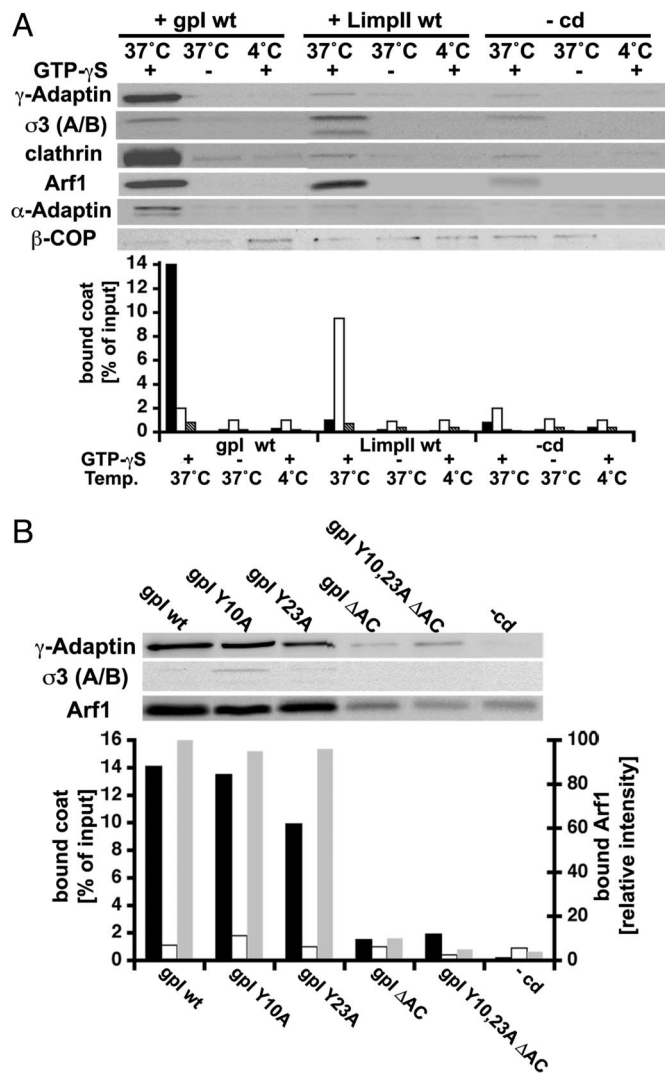 A
+ gpI wt + LimpII wt - cd
37˚C 37˚C 4˚C 37˚C 37˚C 4˚C 37˚C 37˚C 4˚C
GTP-γS + - + + - + + - +
γ-Adaptin
σ3 (A/B)
clathrin
Arf1
α-Adaptin
β-COP
bound coat
[% of input]
14
12
10
8
6
4
2
0
gpI wt LimpII wt -cd
GTP-γS + - + + - + + - +
Temp. 37˚C 37˚C 4˚C 37˚C 37˚C 4˚C 37˚C 37˚C 4˚C
B
gpI wt
gpI Y10A
gpI Y23A
gpI ΔAC
gpI Y10,23A ΔAC
-cd
γ-Adaptin
σ3 (A/B)
Arf1
bound coat
[% of input]
16
14
12
10
8
6
4
2
0
100
80
60
40
20
0
bound Arf1
[relative intensity]
gpI wt
gpI Y10A
gpI Y23A
gpI ΔAC
gpI Y10,23A ΔAC
- cd